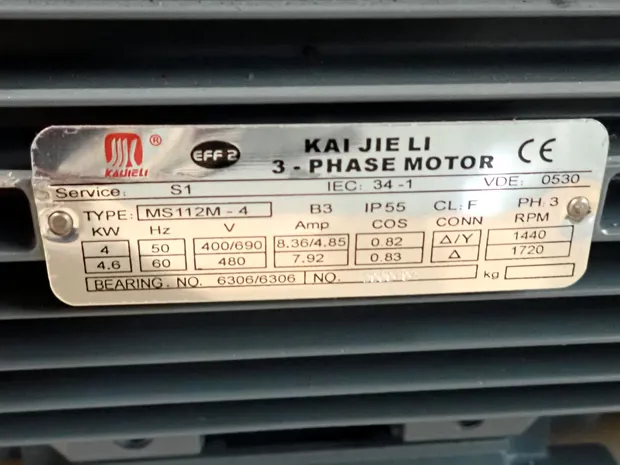 KAIJIELI ® EFF 2 KAI JIE LI CE
3 - PHASE MOTOR
Service: S1 IEC: 34 -1 VDE: 0530
TYPE: MS112M - 4 B3 IP55 CL: F PH. 3
KW Hz V Amp COS CONN RPM
4 50 400/690 8.36/4.85 0.82 Δ/Y 1440
4.6 60 480 7.92 0.83 Δ 1720
BEARING. NO. 6306/6306 NO. kg